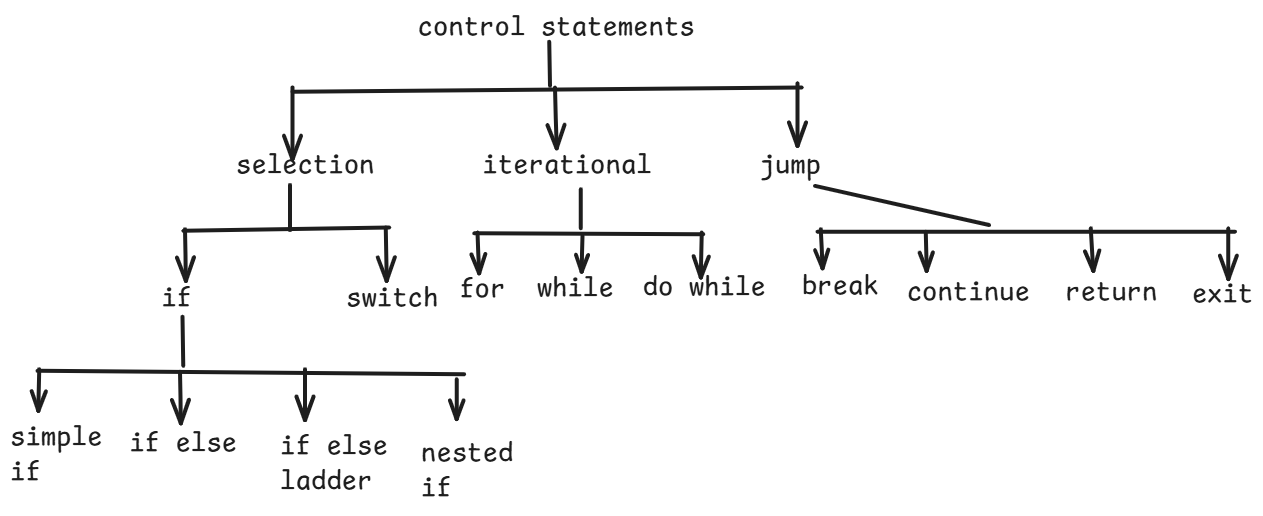 control statements
selection
iterational
jump
if
switch
for
while
do while
break
continue
return
exit
simple
if
if else
if else
ladder
nested
if